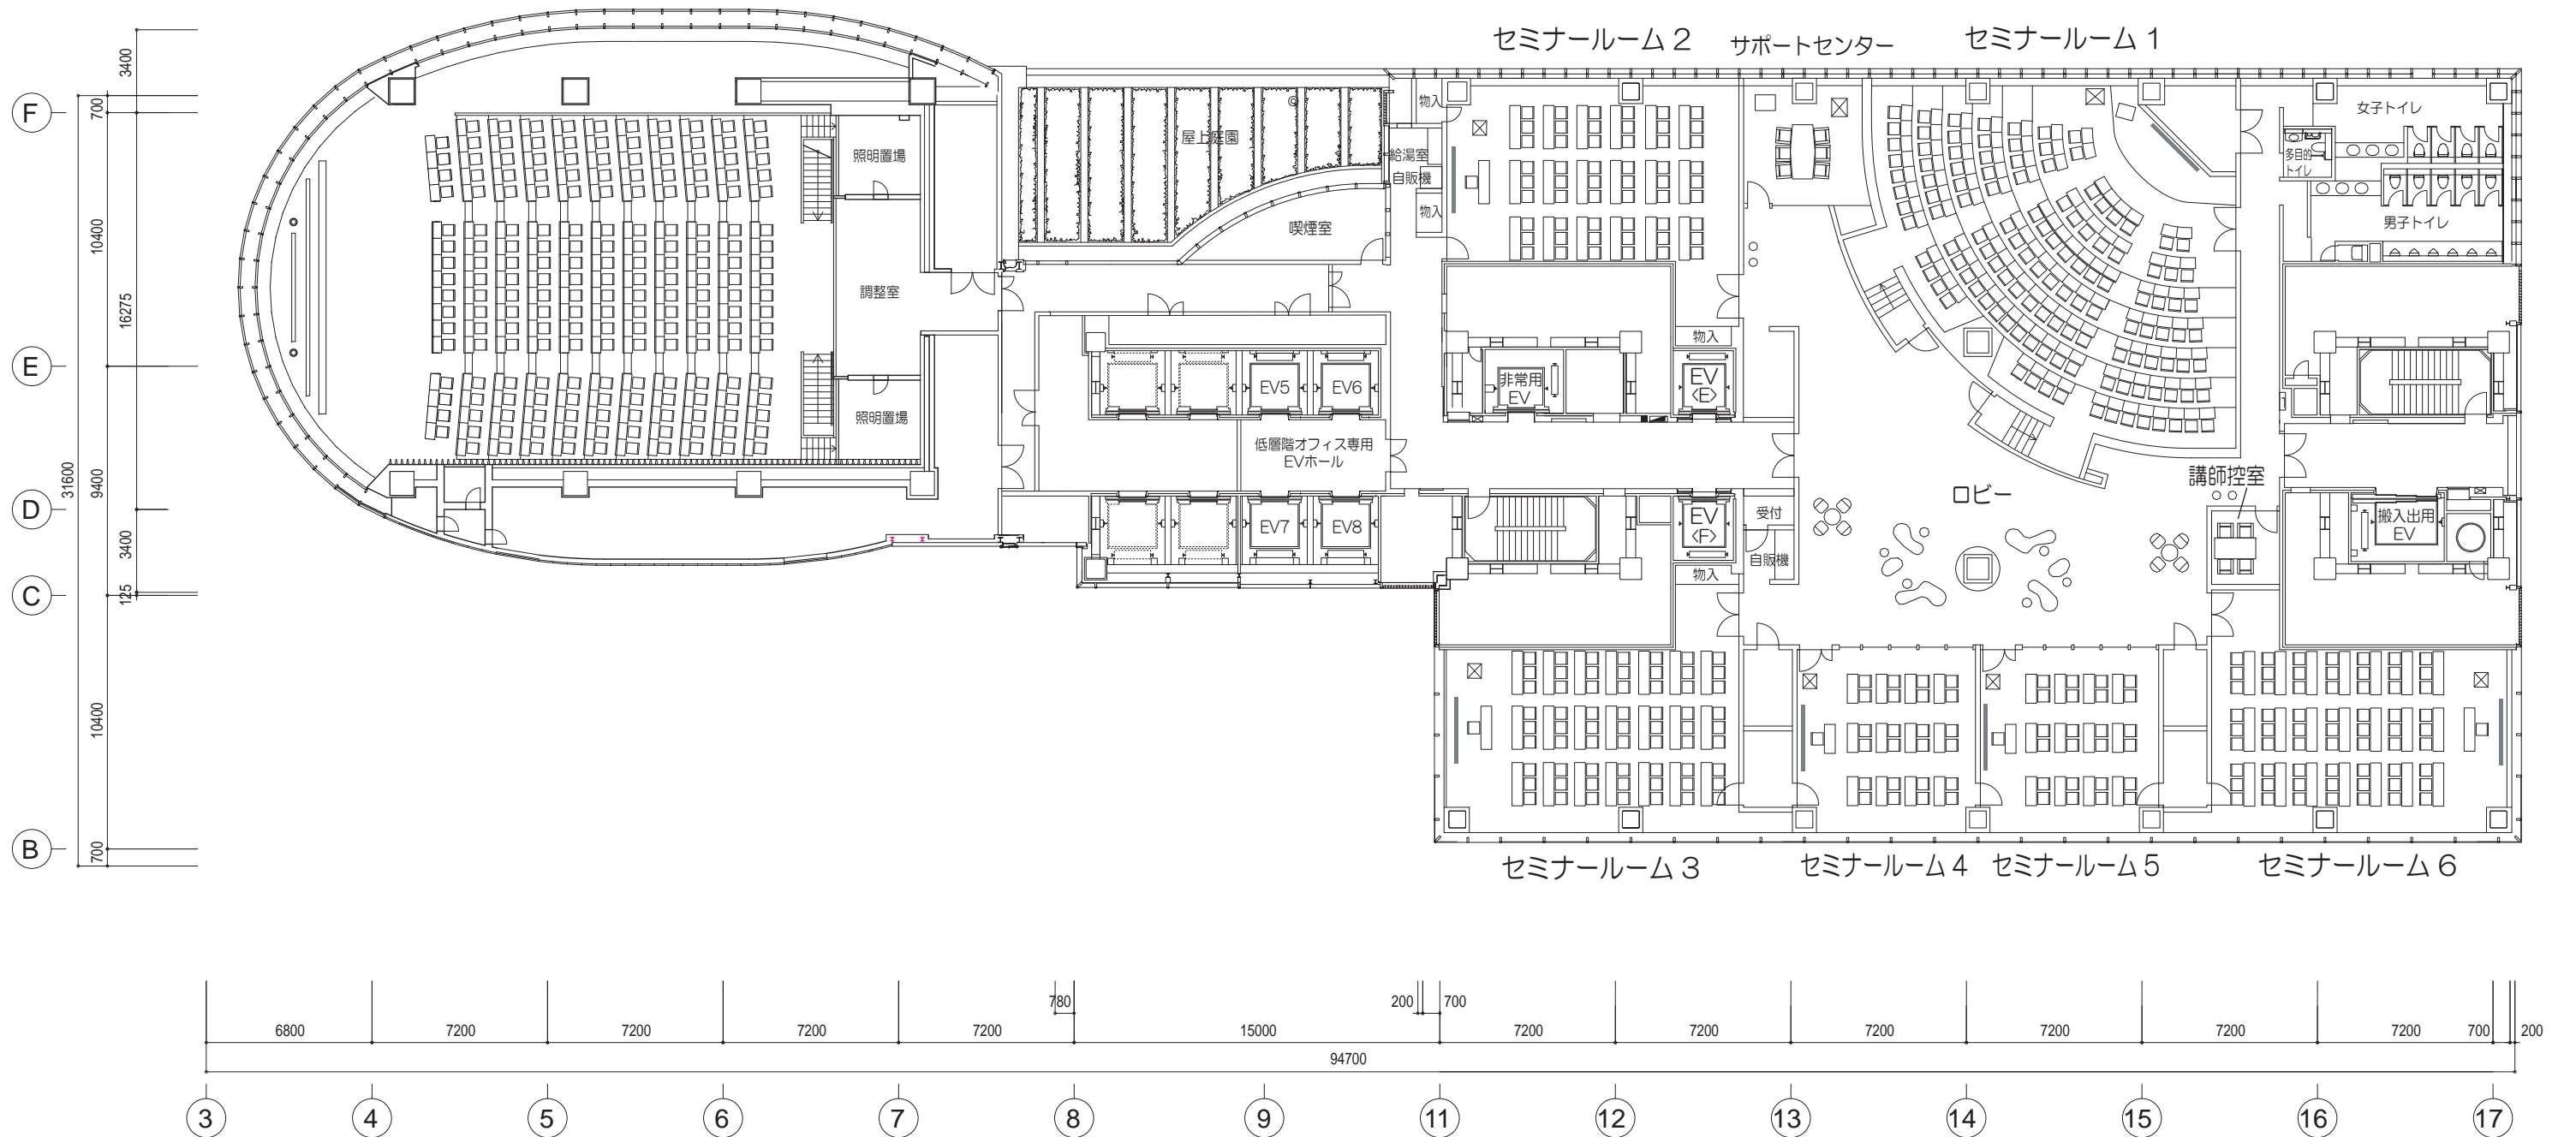 セミナールーム2
サポートセンター
セミナールーム1
3400
F
700
10400
16275
E
31600
9400
D
3400
C
125
10400
B
700
照明置場
調整室
照明置場
屋上庭園
喫煙室
物入
給湯室
自販機
物入
女子トイレ
多目的
トイレ
男子トイレ
物入
EV5
EV6
非常用
EV
EV
〈E〉
低層階オフィス専用
EVホール
EV7
EV8
EV
〈F〉
受付
自販機
物入
ロビー
講師控室
搬入出用
EV
セミナールーム3
セミナールーム4
セミナールーム5
セミナールーム6
780
200
700
6800
7200
7200
7200
7200
15000
7200
7200
7200
7200
7200
7200
700
200
94700
3
4
5
6
7
8
9
11
12
13
14
15
16
17